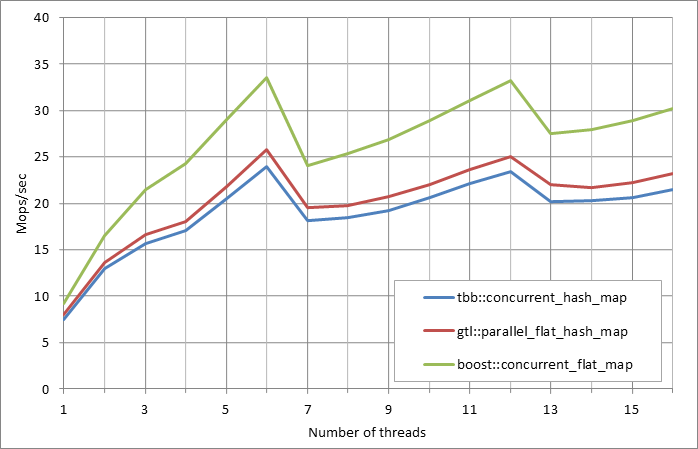 40
35
30
25
20
15
10
5
0
Mops/sec
tbb::concurrent_hash_map
gtl::parallel_flat_hash_map
boost::concurrent_flat_map
1 3 5 7 9 11 13 15
Number of threads